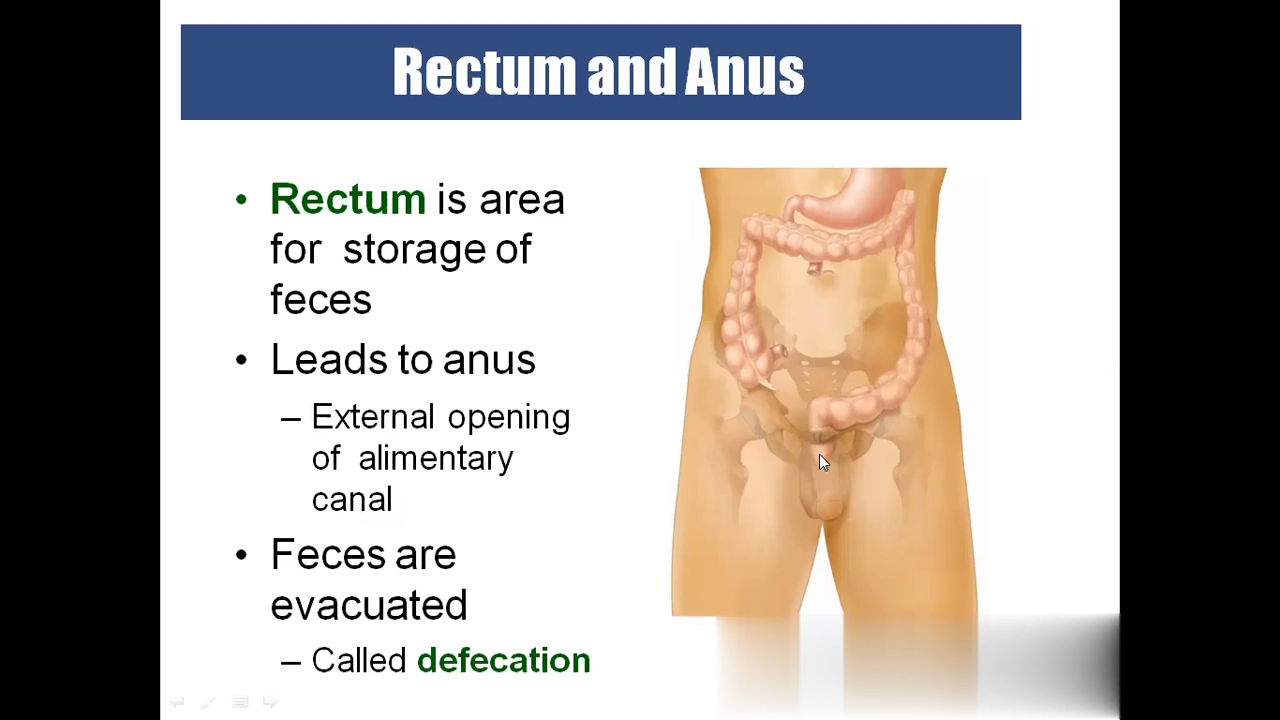 Rectum and Anus
• Rectum is area
for storage of
feces
• Leads to anus
– External opening
of alimentary
canal
• Feces are
evacuated
– Called defecation